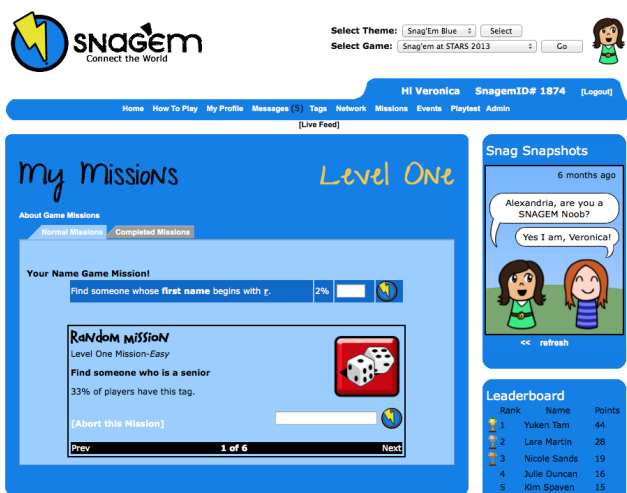 SNAG'EM
Connect the World
Select Theme: Snag'Em Blue Select
Select Game: Snag'em at STARS 2013 Go
Hi Veronica SnagemID# 1874 [Logout]
Home How To Play My Profile Messages (5) Tags Network Missions Events Playtest Admin
[Live Feed]
My Missions
Level One
About Game Missions
Normal Missions Completed Missions
Your Name Game Mission!
Find someone whose first name begins with r. 2%
Random Mission
Level One Mission-Easy
Find someone who is a senior
33% of players have this tag.
[Abort this Mission]
Prev 1 of 6 Next
Snag Snapshots
6 months ago
Alexandria, are you a
SNAGEM Noob?
Yes I am, Veronica!
<< refresh
Leaderboard
Rank Name Points
1 Yuken Tam 44
2 Lara Martin 28
3 Nicole Sands 19
4 Julie Duncan 16
5 Kim Spaven 15